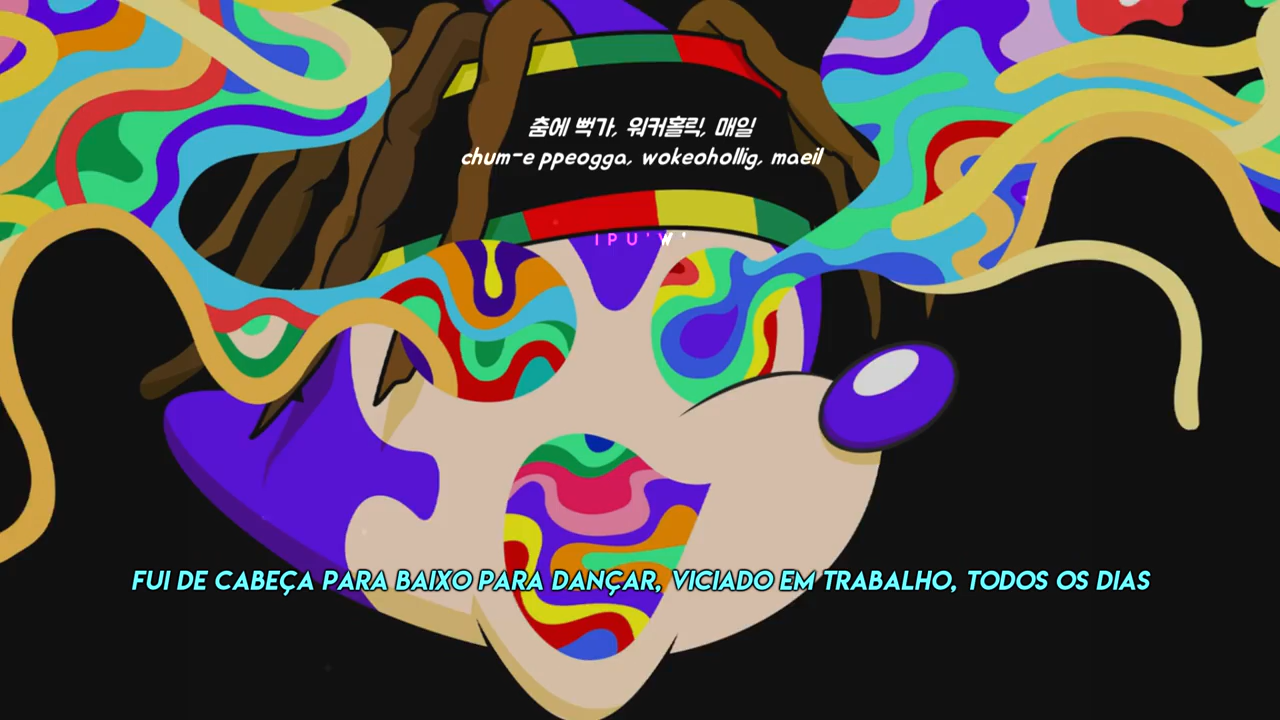 춤에 뻑가, 워커홀릭, 매일
chum-e ppeogga, wokeohollig, maeil
IPU'W'
FUI DE CABEÇA PARA BAIXO PARA DANÇAR, VICIADO EM TRABALHO, TODOS OS DIAS